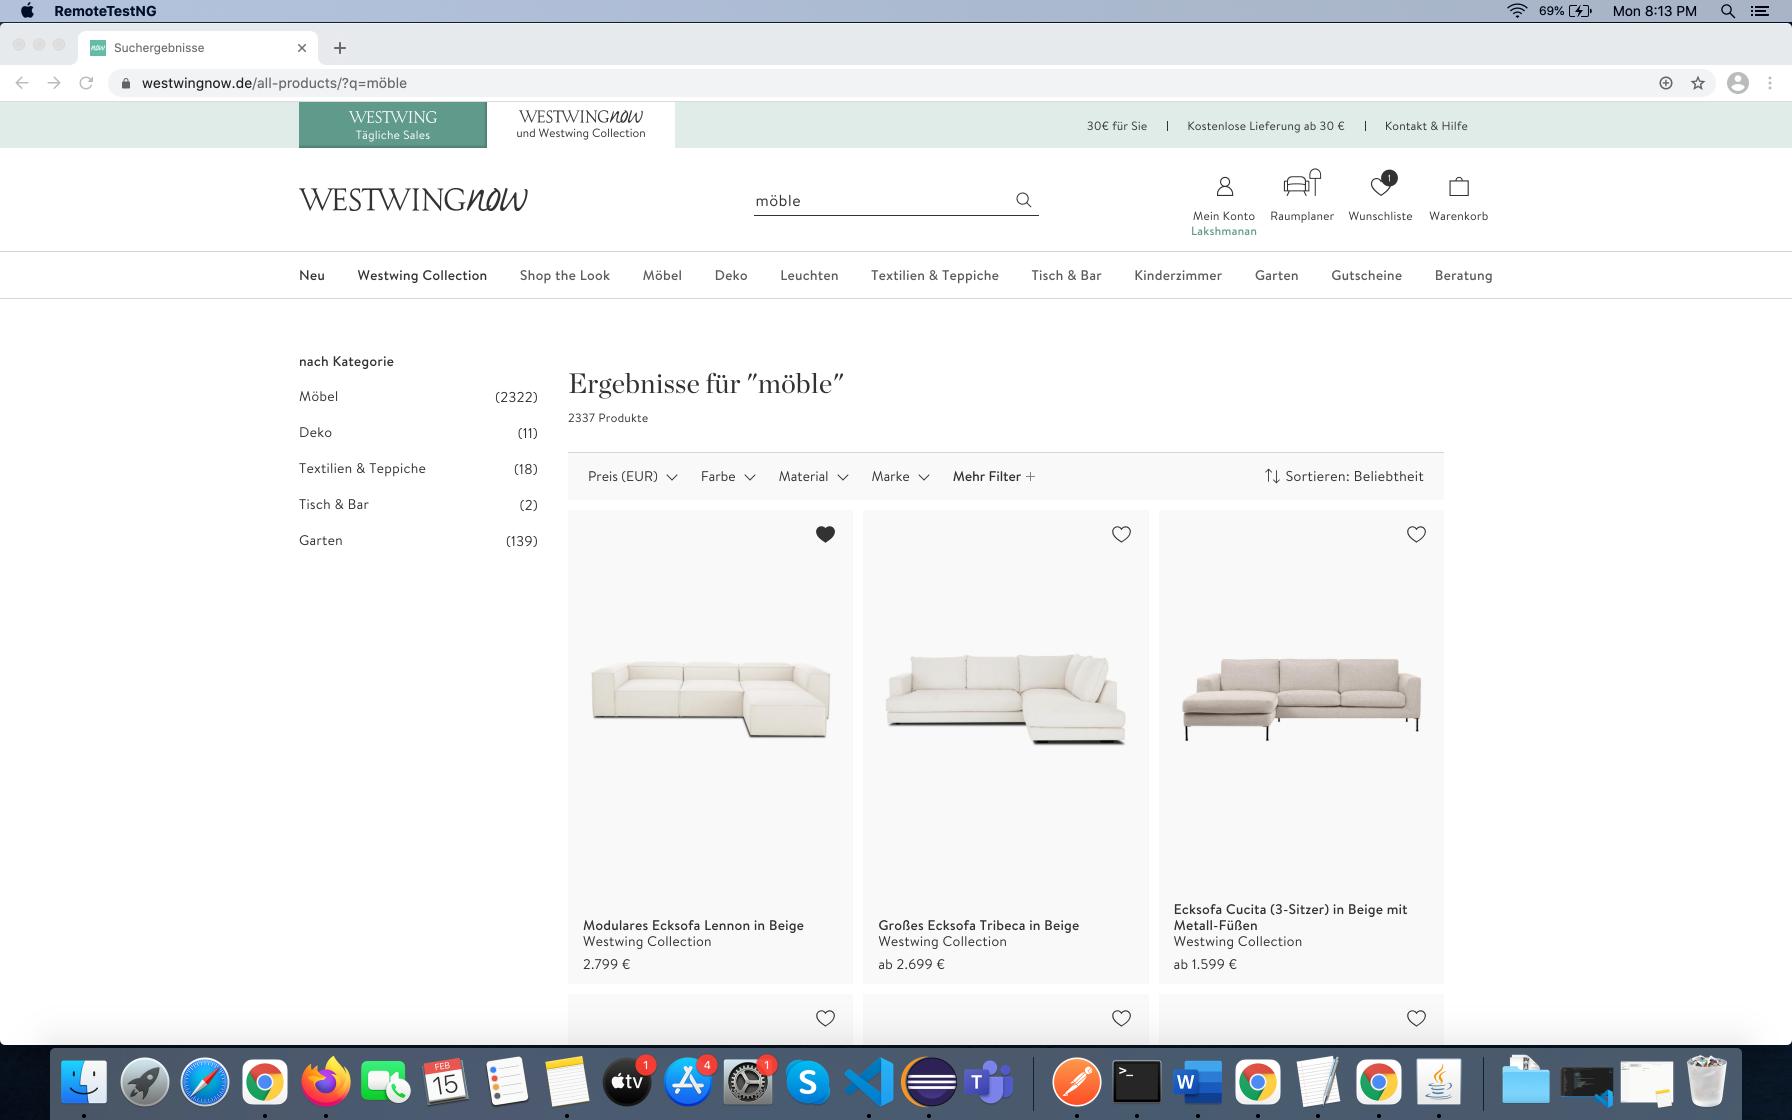 RemoteTestNG
69%
Mon 8:13 PM
now
Suchergebnisse
westwingnow.de/all-products/?q=möble
WESTWING
Tägliche Sales
WESTWINGnow
und Westwing Collection
30€ für Sie
Kostenlose Lieferung ab 30 €
Kontakt & Hilfe
WESTWINGnow
möble
1
Mein Konto
Lakshmanan
Raumplaner
Wunschliste
Warenkorb
Neu
Westwing Collection
Shop the Look
Möbel
Deko
Leuchten
Textilien & Teppiche
Tisch & Bar
Kinderzimmer
Garten
Gutscheine
Beratung
nach Kategorie
Möbel (2322)
Deko (11)
Textilien & Teppiche (18)
Tisch & Bar (2)
Garten (139)
Ergebnisse für "möble"
2337 Produkte
Preis (EUR)
Farbe
Material
Marke
Mehr Filter +
Sortieren: Beliebtheit
Modulares Ecksofa Lennon in Beige
Westwing Collection
2.799 €
Großes Ecksofa Tribeca in Beige
Westwing Collection
ab 2.699 €
Ecksofa Cucita (3-Sitzer) in Beige mit
Metall-Füßen
Westwing Collection
ab 1.599 €
FEB
15
tv
1
4
1
S
T
>_
W